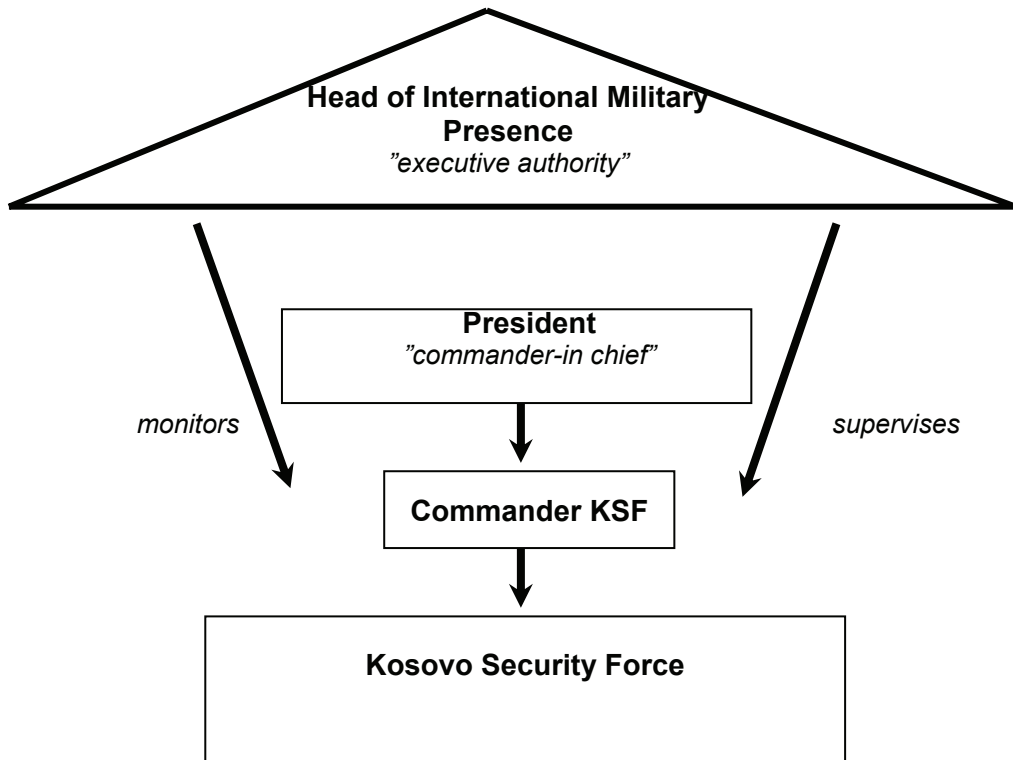 Head of International Military
Presence
”executive authority”
President
”commander-in chief”
monitors
supervises
Commander KSF
Kosovo Security Force